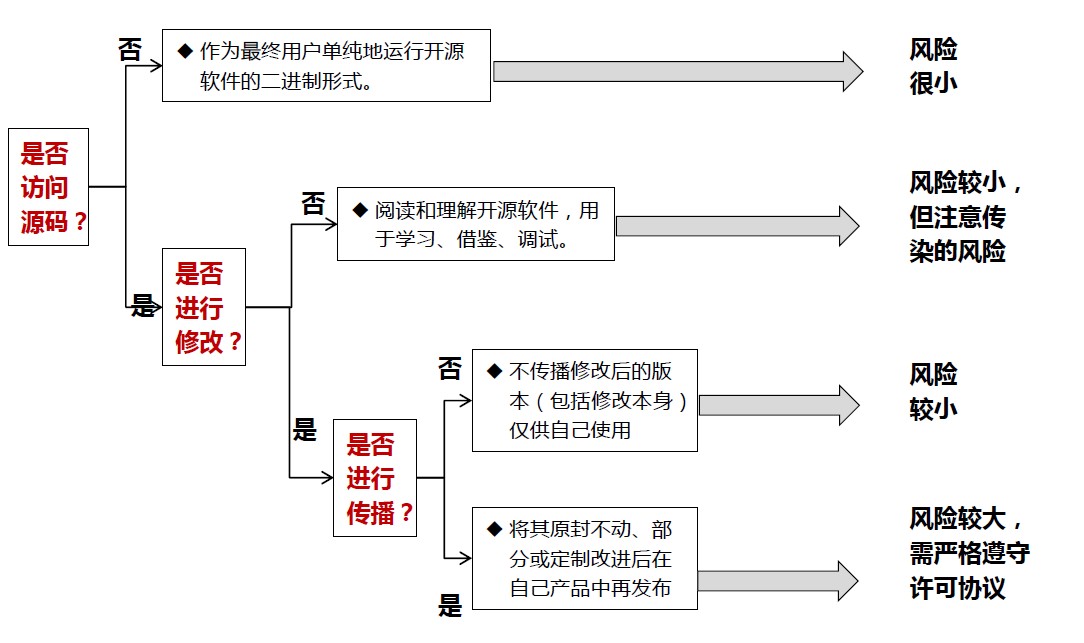 否
◆ 作为最终用户单纯地运行开源
软件的二进制形式。
风险
很小
是否
访问
源码？
否
◆ 阅读和理解开源软件，用
于学习、借鉴、调试。
风险较小，
但注意传
染的风险
是
是否
进行
修改？
否
◆ 不传播修改后的版
本（包括修改本身）
仅供自己使用
风险
较小
是
是否
进行
传播？
◆ 将其原封不动、部
分或定制改进后在
自己产品中再发布
是
风险较大，
需严格遵守
许可协议